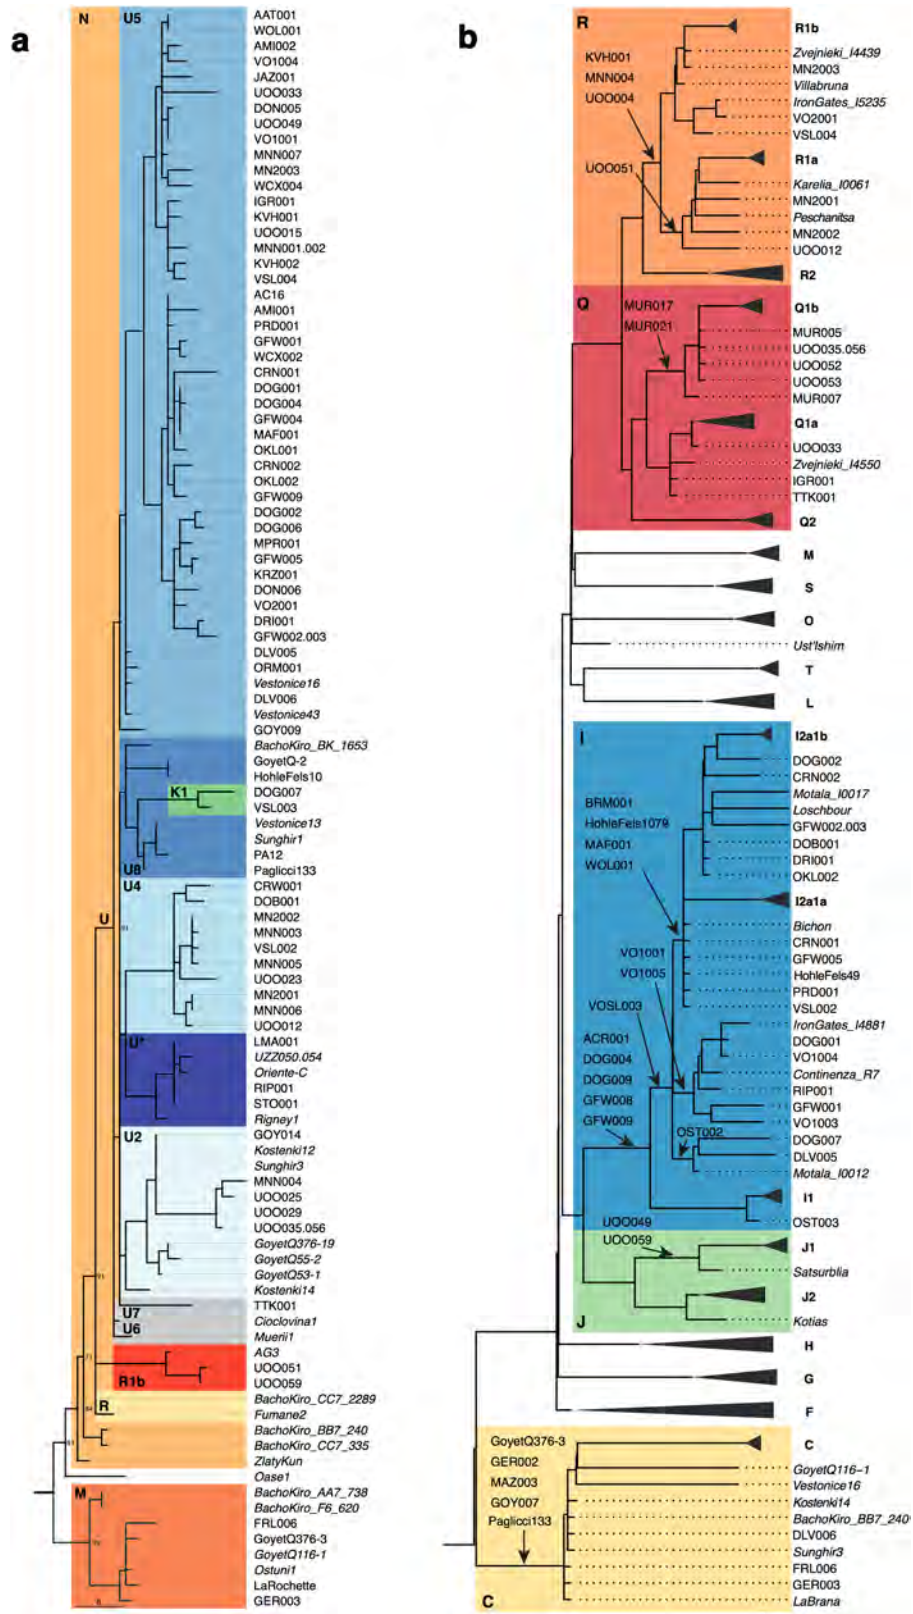 a
N
U5
AAT001
WOL001
AMI002
VO1004
JAZ001
UOO033
DON005
UOO049
VO1001
MNN007
MN2003
WCX004
IGR001
KVH001
UOO015
MNN001.002
KVH002
VSL004
AC16
AMI001
PRD001
GFW001
WCX002
CRN001
DOG001
DOG004
GFW004
MAF001
OKL001
CRN002
OKL002
GFW009
DOG002
DOG006
MPR001
GFW005
KRZ001
DON006
VO2001
DRI001
GFW002.003
DLV005
ORM001
Vestonice16
DLV006
Vestonice43
GOY009
BachoKiro_BK_1653
GoyetQ-2
HohleFels10
K1
DOG007
VSL003
Vestonice13
Sunghir1
PA12
Paglicci133
U8
U4
CRW001
DOB001
MN2002
MNN003
VSL002
MNN005
UOO023
MN2001
MNN006
UOO012
U
U*
LMA001
UZZ050.054
Oriente-C
RIP001
STO001
Rigney1
U2
GOY014
Kostenki12
Sunghir3
MNN004
UOO025
UOO029
UOO035.056
GoyetQ376-19
GoyetQ55-2
GoyetQ53-1
Kostenki14
TTK001
U7
Cioclovina1
U6
Muerii1
AG3
UOO051
R1b
UOO059
BachoKiro_CC7_2289
R
Fumane2
BachoKiro_BB7_240
BachoKiro_CC7_335
ZlatyKun
Oase1
M
BachoKiro_AA7_738
BachoKiro_F6_620
FRL006
GoyetQ376-3
GoyetQ116-1
Ostuni1
LaRochette
GER003
b
R
R1b
KVH001
MNN004
UOO004
Zvejnieki_I4439
MN2003
Villabruna
IronGates_I5235
VO2001
VSL004
UOO051
R1a
Karelia_I0061
MN2001
Peschanitsa
MN2002
UOO012
R2
Q
MUR017
MUR021
Q1b
MUR005
UOO035.056
UOO052
UOO053
MUR007
Q1a
UOO033
Zvejnieki_I4550
IGR001
TTK001
Q2
M
S
O
Ust'Ishim
T
L
I
I2a1b
DOG002
CRN002
BRM001
HohleFels1079
MAF001
WOL001
Motala_I0017
Loschbour
GFW002.003
DOB001
DRI001
OKL002
I2a1a
Bichon
CRN001
GFW005
HohleFels49
PRD001
VSL002
VO1001
VO1005
VOSL003
IronGates_I4881
DOG001
VO1004
Continenza_R7
RIP001
GFW001
VO1003
ACR001
DOG004
DOG009
GFW008
GFW009
OST002
DOG007
DLV005
Motala_I0012
I1
OST003
UOO049
UOO059
J1
Satsurblia
J2
Kotias
J
H
G
F
GoyetQ376-3
GER002
MAZ003
GOY007
Paglicci133
C
GoyetQ116-1
Vestonice16
Kostenki14
BachoKiro_BB7_240
DLV006
Sunghir3
FRL006
GER003
LaBrana
C